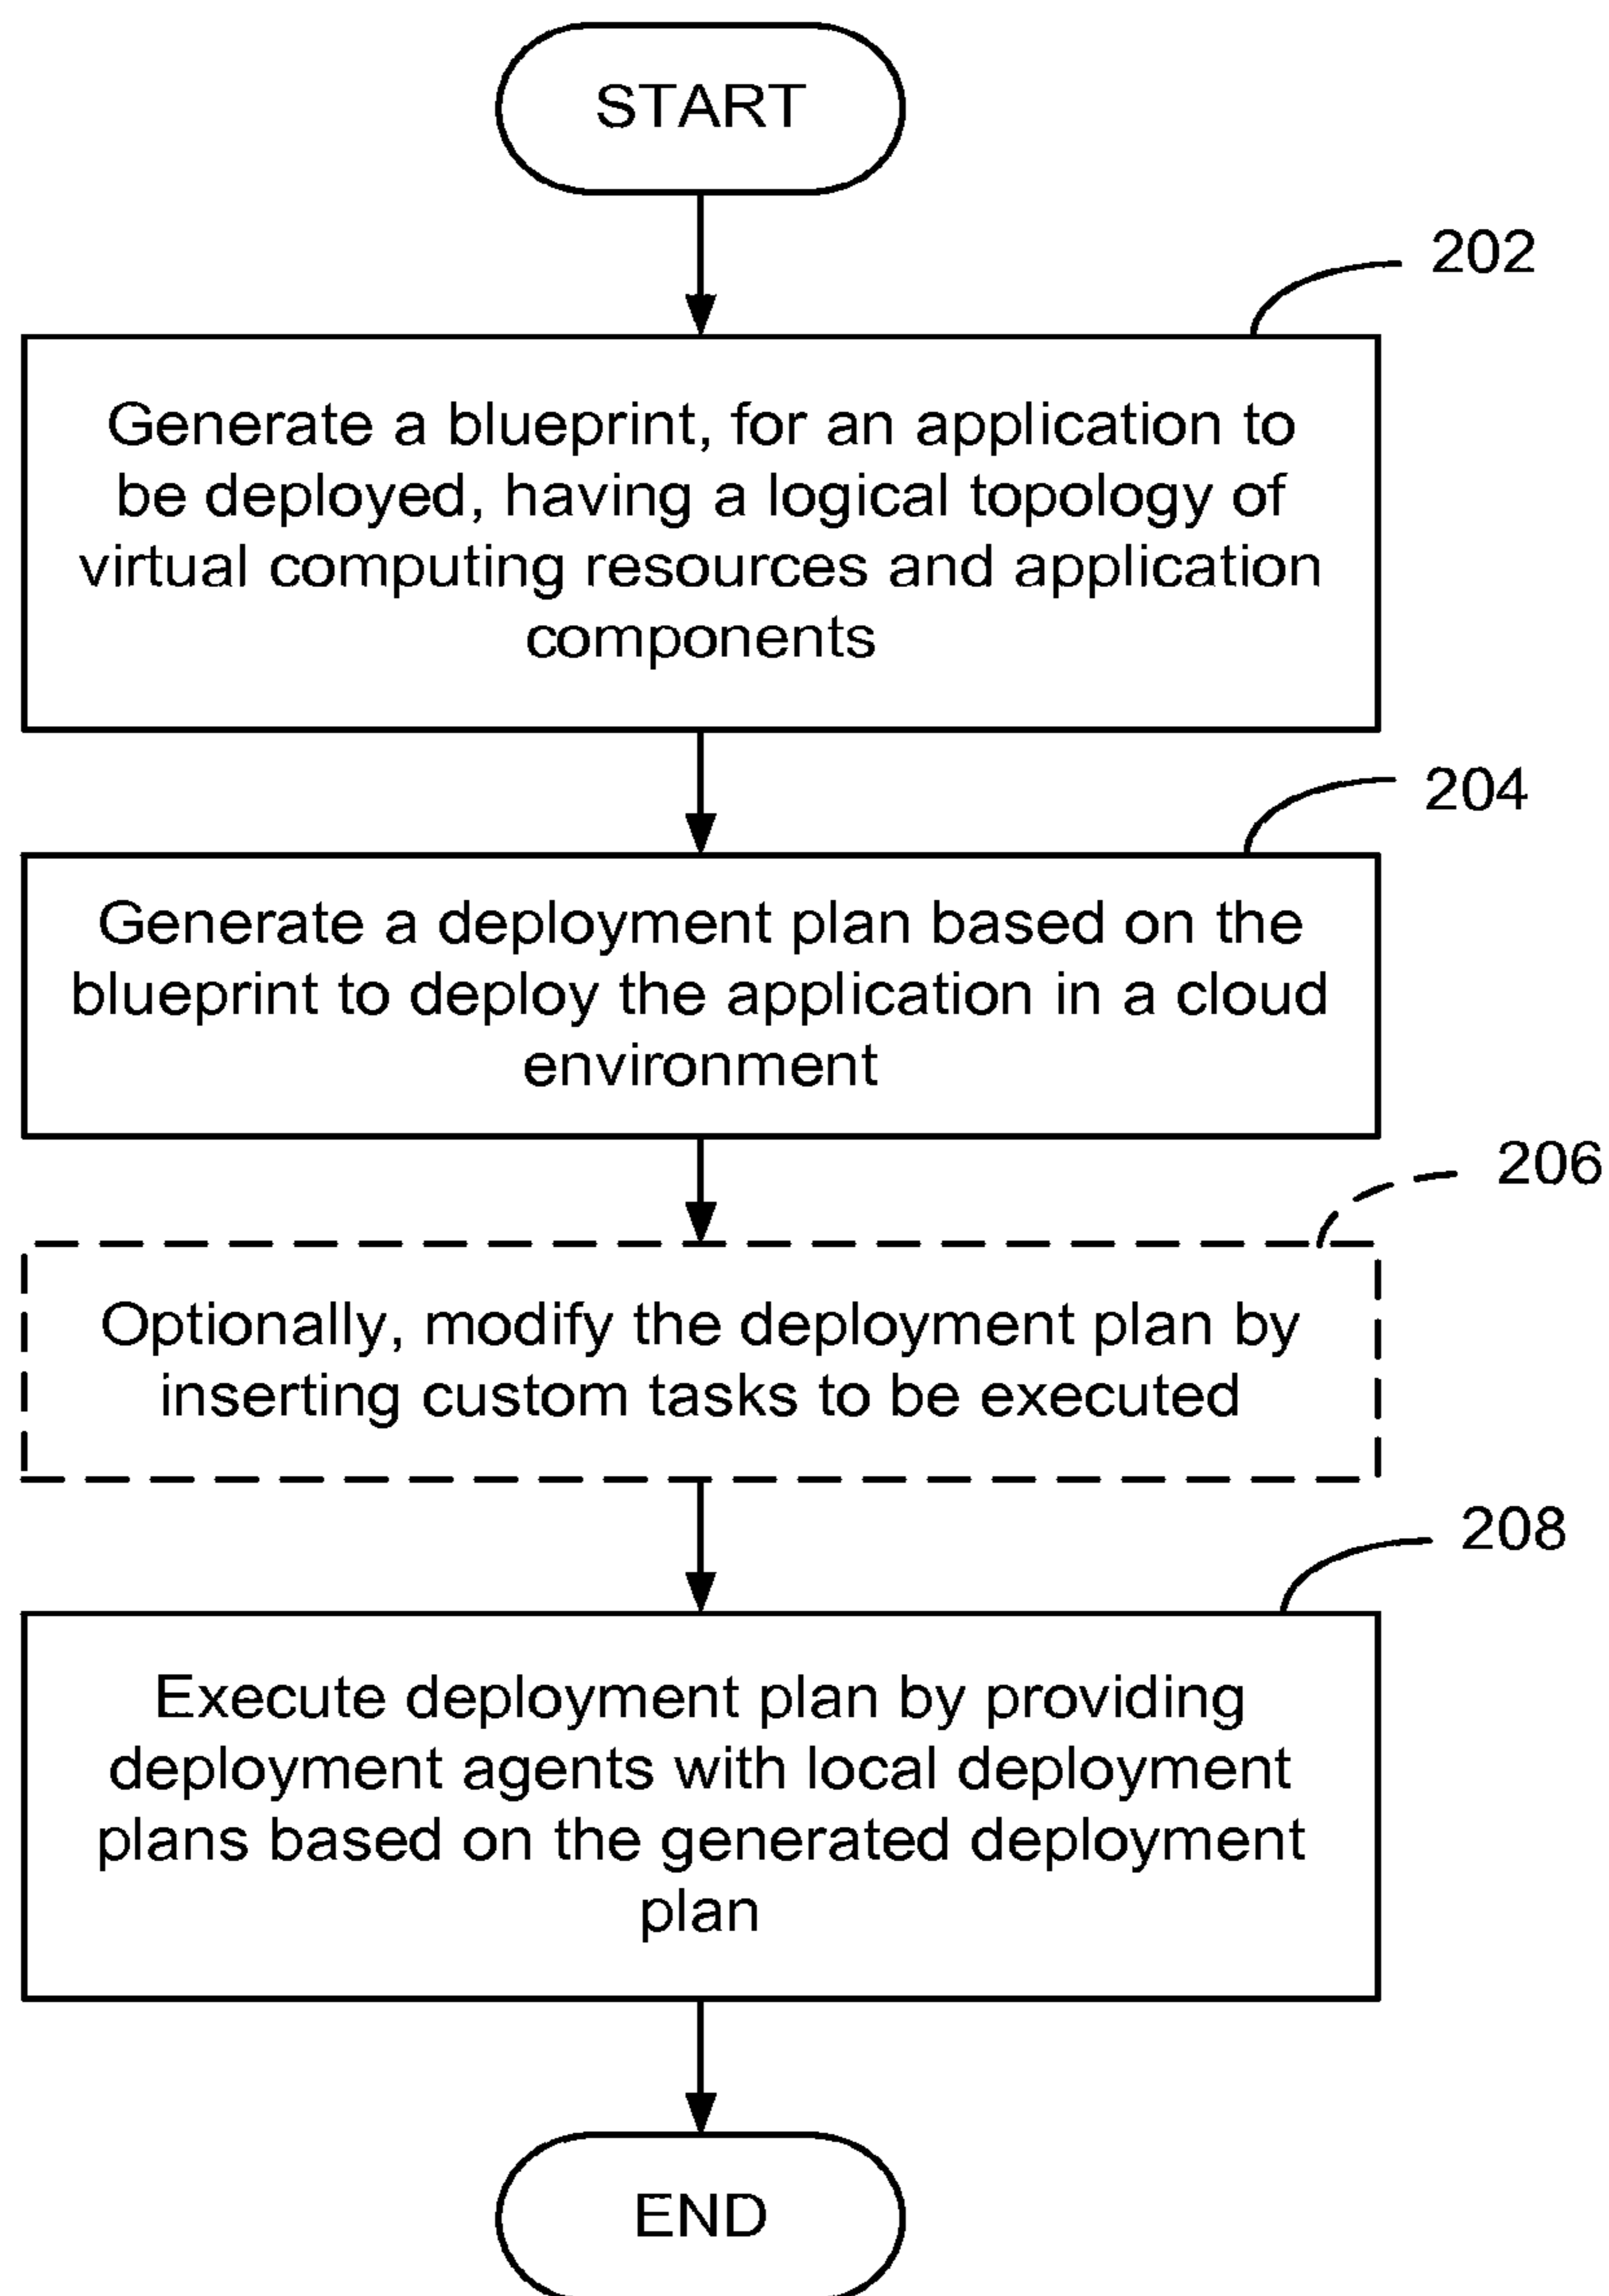 START
202
Generate a blueprint, for an application to
be deployed, having a logical topology of
virtual computing resources and application
components
204
Generate a deployment plan based on the
blueprint to deploy the application in a cloud
environment
206
Optionally, modify the deployment plan by
inserting custom tasks to be executed
208
Execute deployment plan by providing
deployment agents with local deployment
plans based on the generated deployment
plan
END